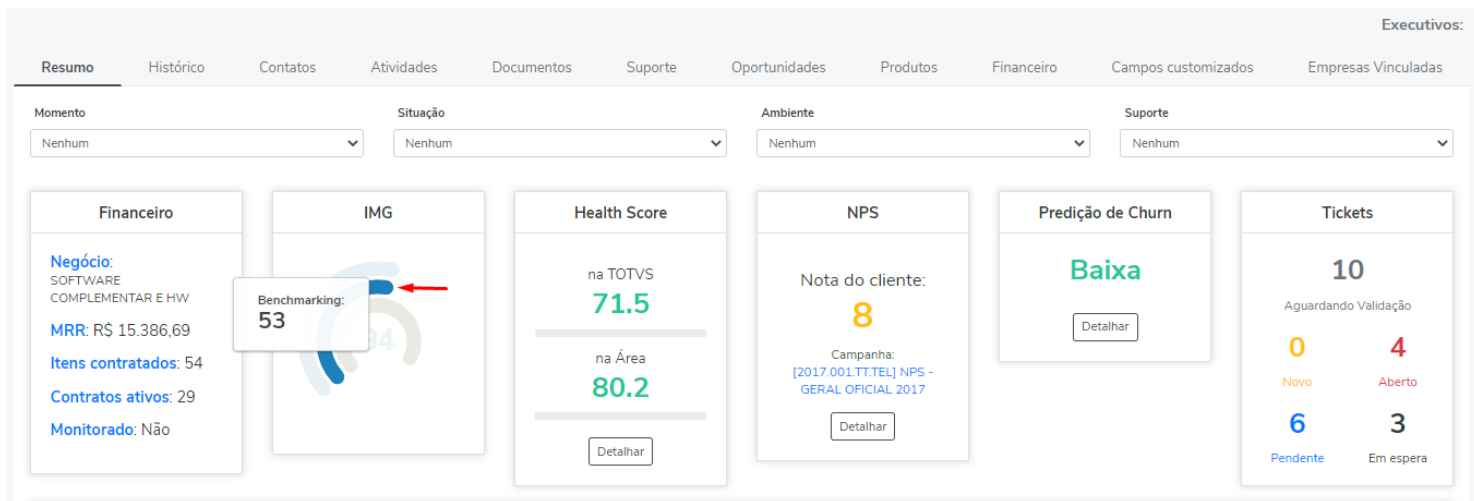 Executivos:
Resumo Histórico Contatos Atividades Documentos Suporte Oportunidades Produtos Financeiro Campos customizados Empresas Vinculadas
Momento Situação Ambiente Suporte
Nenhum Nenhum Nenhum Nenhum
Financeiro
Negócio:
SOFTWARE
COMPLEMENTAR E HW
MRR: R$ 15.386,69
Itens contratados: 54
Contratos ativos: 29
Monitorado: Não
IMG
Benchmarking:
53
94
Health Score
na TOTVS
71.5
na Área
80.2
Detalhar
NPS
Nota do cliente:
8
Campanha:
[2017.001.TT.TEL] NPS -
GERAL OFICIAL 2017
Detalhar
Predição de Churn
Baixa
Detalhar
Tickets
10
Aguardando Validação
0 4
Novo Aberto
6 3
Pendente Em espera